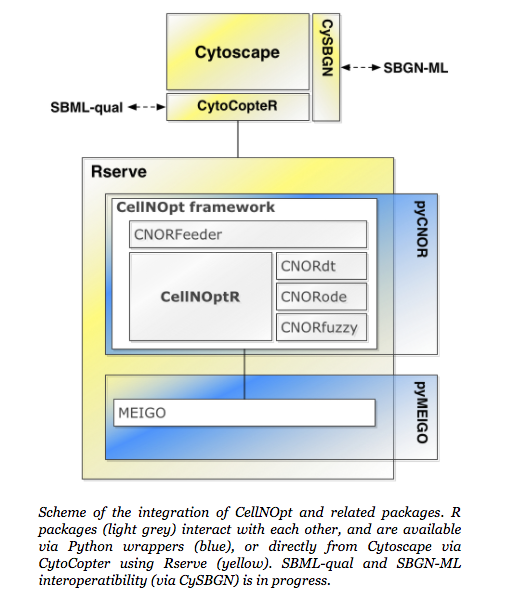 Cytoscape
CySBGN
SBGN-ML
SBML-qual
CytoCopteR
Rserve
CellNOpt framework
pyCNOR
CNORFeeder
CellNOptR
CNORdt
CNORode
CNORfuzzy
MEIGO
pyMEIGO
Scheme of the integration of CellNOpt and related packages. R
packages (light grey) interact with each other, and are available
via Python wrappers (blue), or directly from Cytoscape via
CytoCopter using Rserve (yellow). SBML-qual and SBGN-ML
interoperatibility (via CySBGN) is in progress.